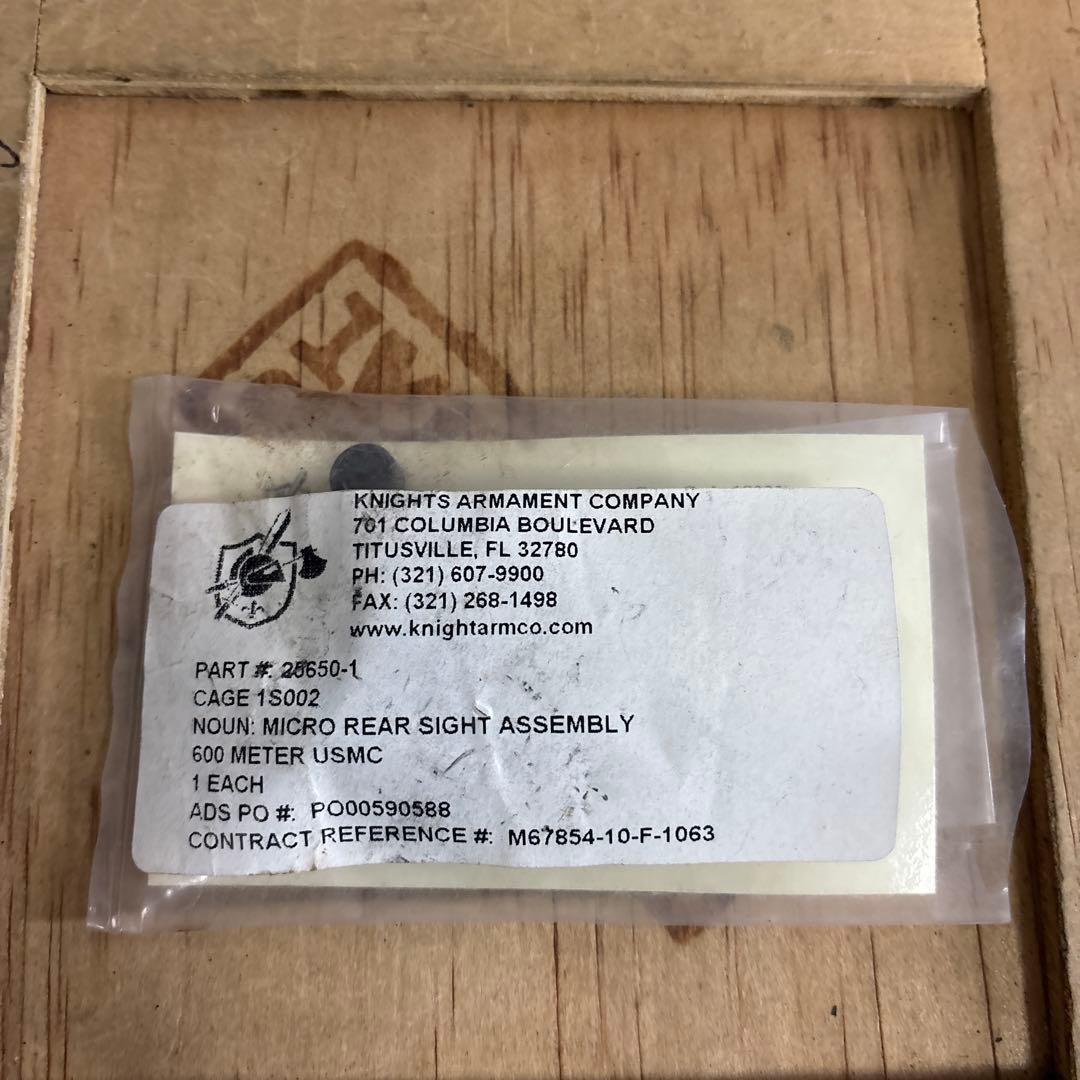 KNIGHTS ARMAMENT COMPANY
701 COLUMBIA BOULEVARD
TITUSVILLE, FL 32780
PH: (321) 607-9900
FAX: (321) 268-1498
www.knightarmco.com
PART #: 25650-1
CAGE 1S002
NOUN: MICRO REAR SIGHT ASSEMBLY
600 METER USMC
1 EACH
ADS PO #: PO00590588
CONTRACT REFERENCE #: M67854-10-F-1063